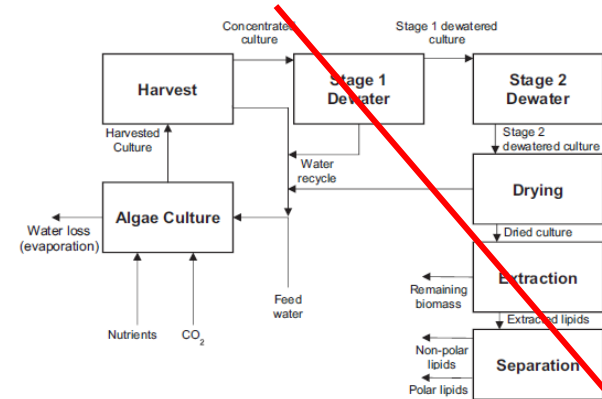 Concentrated
culture
Stage 1 dewatered
culture
Harvest
Stage 1
Dewater
Stage 2
Dewater
Harvested
Culture
Water
recycle
Stage 2
dewatered culture
Drying
Algae Culture
Water loss
(evaporation)
Dried culture
Feed
water
Extraction
Remaining
biomass
Extracted lipids
Nutrients
CO2
Non-polar
lipids
Separation
Polar lipids